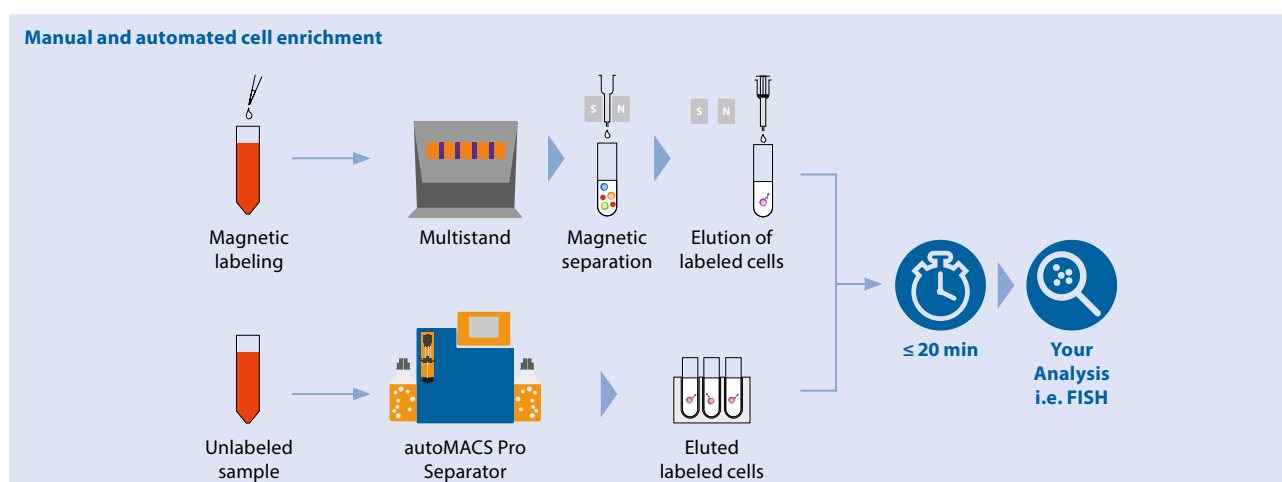 Manual and automated cell enrichment
S N
S N
Magnetic
labeling
Multistand
Magnetic
separation
Elution of
labeled cells
≤ 20 min
Your
Analysis
i.e. FISH
Unlabeled
sample
autoMACS Pro
Separator
Eluted
labeled cells